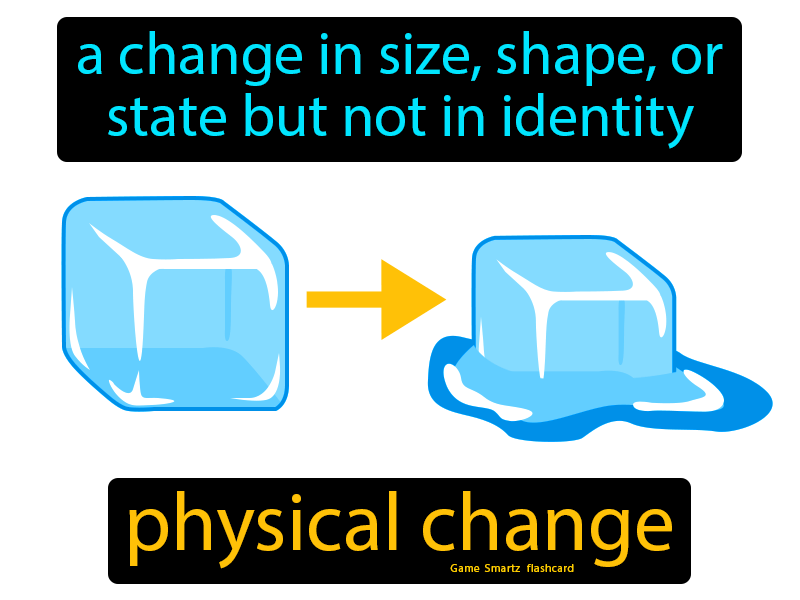 a change in size, shape, or
state but not in identity
physical change
Game Smartz flashcard